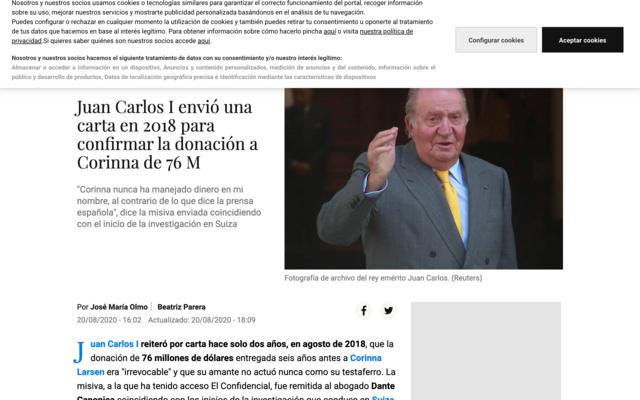 Nosotros y nuestros socios usamos cookies o tecnologías similares para garantizar el correcto funcionamiento del portal, recoger información
sobre su uso, mejorar nuestros servicios y mostrarte publicidad personalizada basándonos en el análisis de tu navegación.
Puedes configurar o rechazar en cualquier momento la utilización de cookies y también puedes retirar tu consentimiento u oponerte al tratamiento
de tus datos que hacemos en base al interés legítimo. Para obtener información sobre cómo hacerlo pincha aquí o visita nuestra política de
privacidad.Si quieres saber quiénes son nuestros socios accede aquí.
Configurar cookies
Aceptar cookies
Nosotros y nuestros socios hacemos el siguiente tratamiento de datos con su consentimiento y/o nuestro interés legítimo:
Almacenar o acceder a información en un dispositivo, Anuncios y contenido personalizados, medición de anuncios y del contenido, información sobre el
público y desarrollo de productos, Datos de localización geográfica precisa e identificación mediante las características de dispositivos
Juan Carlos I envió una
carta en 2018 para
confirmar la donación a
Corinna de 76 M
"Corinna nunca ha manejado dinero en mi
nombre, al contrario de lo que dice la prensa
española", dice la misiva enviada coincidiendo
con el inicio de la investigación en Suiza
Fotografía de archivo del rey emérito Juan Carlos. (Reuters)
Por José María Olmo Beatriz Parera
20/08/2020 - 16:02 Actualizado: 20/08/2020 - 18:09
Juan Carlos I reiteró por carta hace solo dos años, en agosto de 2018, que la
donación de 76 millones de dólares entregada seis años antes a Corinna
Larsen era "irrevocable" y que su amante no actuó nunca como su testaferro. La
misiva, a la que ha tenido acceso El Confidencial, fue remitida al abogado Dante
Canonica coincidiendo con los inicios de la investigación que conduce en Suiza